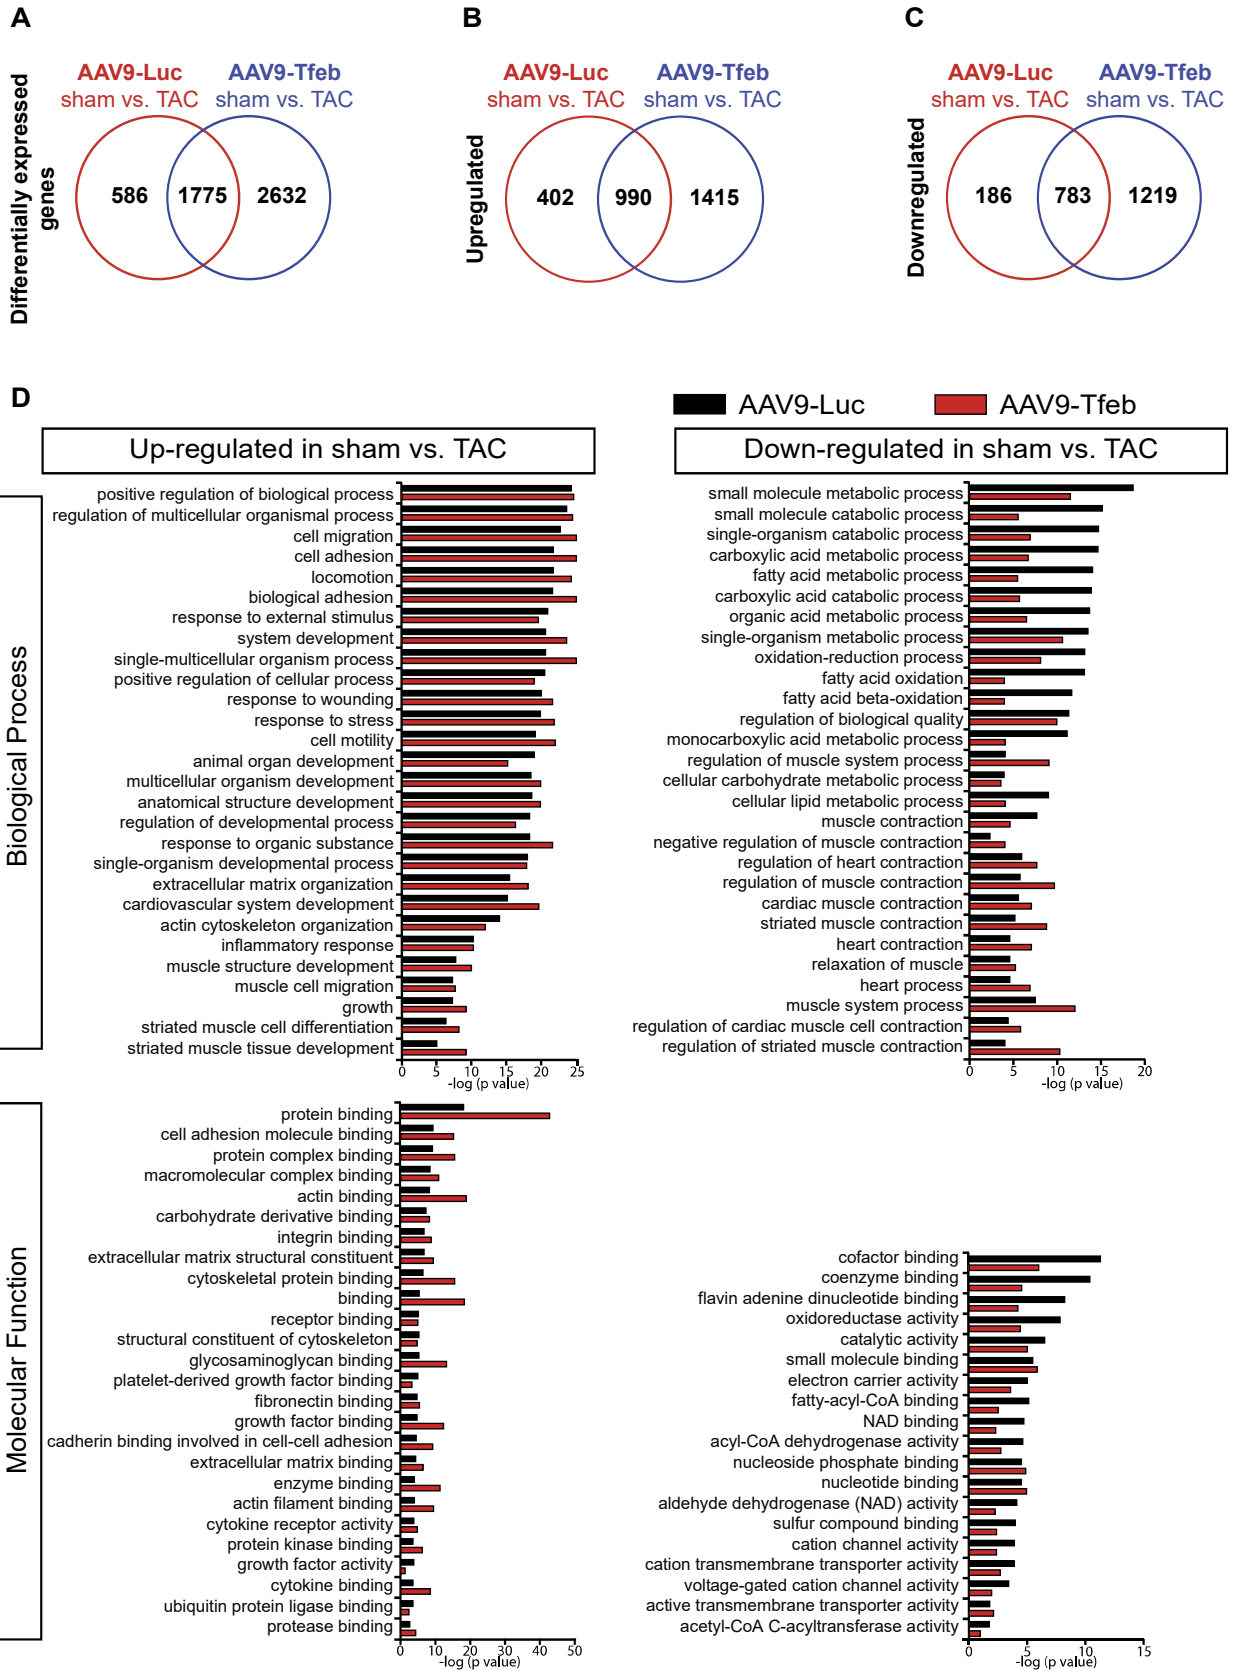 A
B
C
AAV9-Luc
sham vs. TAC
AAV9-Tfeb
sham vs. TAC
Differentially expressed
genes
586
1775
2632
AAV9-Luc
sham vs. TAC
AAV9-Tfeb
sham vs. TAC
Upregulated
402
990
1415
AAV9-Luc
sham vs. TAC
AAV9-Tfeb
sham vs. TAC
Downregulated
186
783
1219
D
AAV9-Luc
AAV9-Tfeb
Up-regulated in sham vs. TAC
Down-regulated in sham vs. TAC
Biological Process
positive regulation of biological process
regulation of multicellular organismal process
cell migration
cell adhesion
locomotion
biological adhesion
response to external stimulus
system development
single-multicellular organism process
positive regulation of cellular process
response to wounding
response to stress
cell motility
animal organ development
multicellular organism development
anatomical structure development
regulation of developmental process
response to organic substance
single-organism developmental process
extracellular matrix organization
cardiovascular system development
actin cytoskeleton organization
inflammatory response
muscle structure development
muscle cell migration
growth
striated muscle cell differentiation
striated muscle tissue development
0 5 10 15 20 25
-log (p value)
small molecule metabolic process
small molecule catabolic process
single-organism catabolic process
carboxylic acid metabolic process
fatty acid metabolic process
carboxylic acid catabolic process
organic acid metabolic process
single-organism metabolic process
oxidation-reduction process
fatty acid oxidation
fatty acid beta-oxidation
regulation of biological quality
monocarboxylic acid metabolic process
regulation of muscle system process
cellular carbohydrate metabolic process
cellular lipid metabolic process
muscle contraction
negative regulation of muscle contraction
regulation of heart contraction
regulation of muscle contraction
cardiac muscle contraction
striated muscle contraction
heart contraction
relaxation of muscle
heart process
muscle system process
regulation of cardiac muscle cell contraction
regulation of striated muscle contraction
0 5 10 15 20
-log (p value)
Molecular Function
protein binding
cell adhesion molecule binding
protein complex binding
macromolecular complex binding
actin binding
carbohydrate derivative binding
integrin binding
extracellular matrix structural constituent
cytoskeletal protein binding
binding
receptor binding
structural constituent of cytoskeleton
glycosaminoglycan binding
platelet-derived growth factor binding
fibronectin binding
growth factor binding
cadherin binding involved in cell-cell adhesion
extracellular matrix binding
enzyme binding
actin filament binding
cytokine receptor activity
protein kinase binding
growth factor activity
cytokine binding
ubiquitin protein ligase binding
protease binding
0 10 20 30 40 50
-log (p value)
cofactor binding
coenzyme binding
flavin adenine dinucleotide binding
oxidoreductase activity
catalytic activity
small molecule binding
electron carrier activity
fatty-acyl-CoA binding
NAD binding
acyl-CoA dehydrogenase activity
nucleoside phosphate binding
nucleotide binding
aldehyde dehydrogenase (NAD) activity
sulfur compound binding
cation channel activity
cation transmembrane transporter activity
voltage-gated cation channel activity
active transmembrane transporter activity
acetyl-CoA C-acyltransferase activity
0 5 10 15
-log (p value)